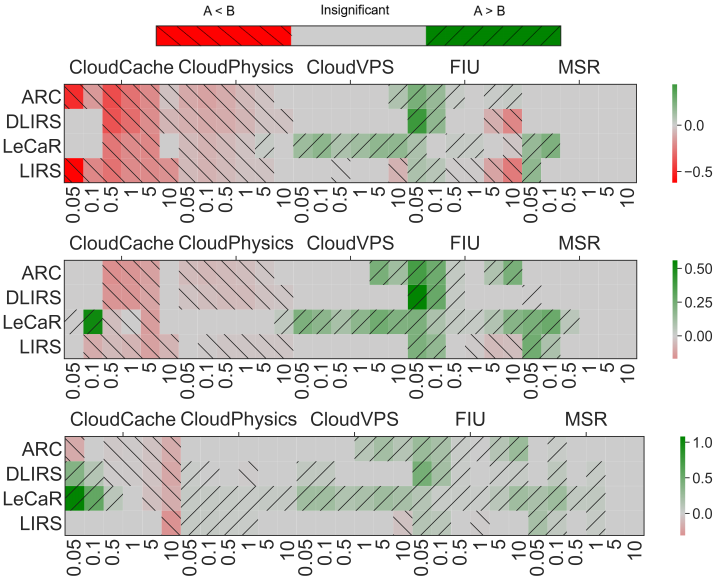 A < B Insignificant A > B
CloudCache CloudPhysics CloudVPS FIU MSR
ARC
DLIRS
LeCaR
LIRS
0.0
−0.5
0.05 0.1 0.5 1 5 10 0.05 0.1 0.5 1 5 10 0.05 0.1 0.5 1 5 10 0.05 0.1 0.5 1 5 10 0.05 0.1 0.5 1 5 10
CloudCache CloudPhysics CloudVPS FIU MSR
ARC
DLIRS
LeCaR
LIRS
0.50
0.25
0.00
0.05 0.1 0.5 1 5 10 0.05 0.1 0.5 1 5 10 0.05 0.1 0.5 1 5 10 0.05 0.1 0.5 1 5 10 0.05 0.1 0.5 1 5 10
CloudCache CloudPhysics CloudVPS FIU MSR
ARC
DLIRS
LeCaR
LIRS
1.0
0.5
0.0
0.05 0.1 0.5 1 5 10 0.05 0.1 0.5 1 5 10 0.05 0.1 0.5 1 5 10 0.05 0.1 0.5 1 5 10 0.05 0.1 0.5 1 5 10